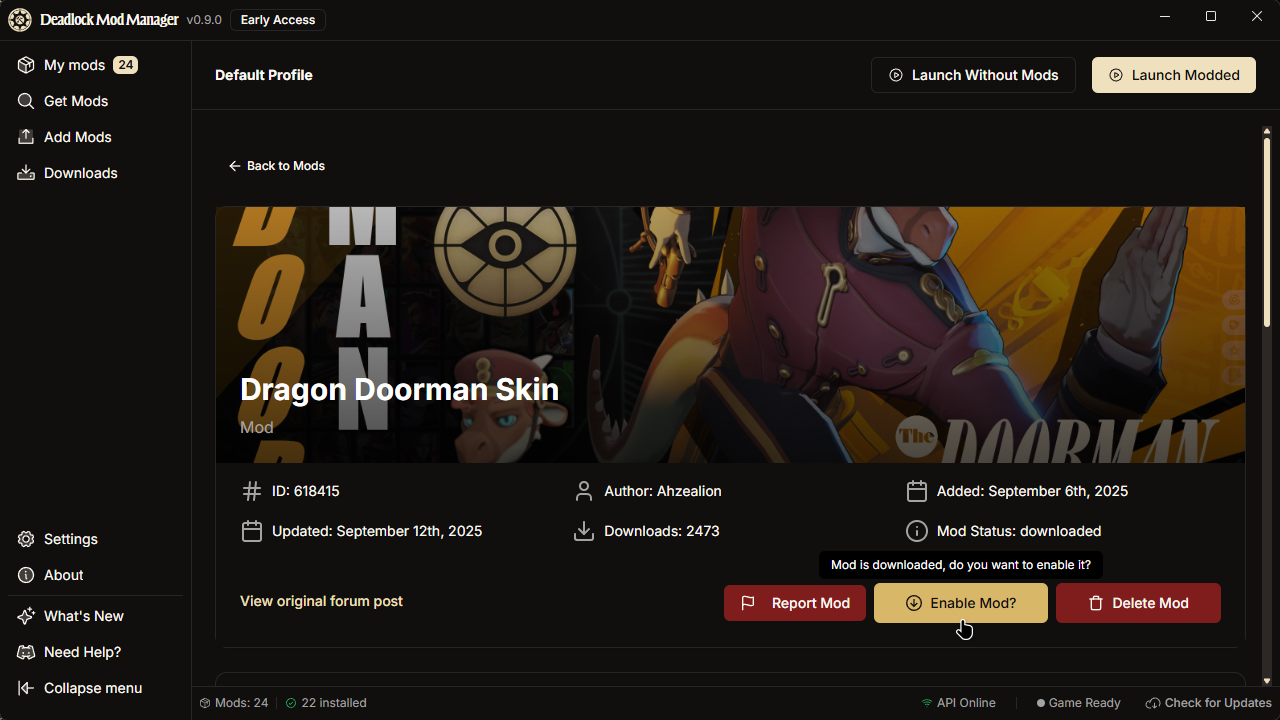 Deadlock Mod Manager v0.9.0 Early Access
My mods 24
Get Mods
Add Mods
Downloads
Default Profile
Launch Without Mods
Launch Modded
Back to Mods
DOOR
MAN
Dragon Doorman Skin
Mod
The DOORMAN
ID: 618415
Author: Ahzealion
Added: September 6th, 2025
Updated: September 12th, 2025
Downloads: 2473
Mod Status: downloaded
Mod is downloaded, do you want to enable it?
View original forum post
Report Mod
Enable Mod?
Delete Mod
Settings
About
What's New
Need Help?
Collapse menu
Mods: 24
22 installed
API Online
Game Ready
Check for Updates